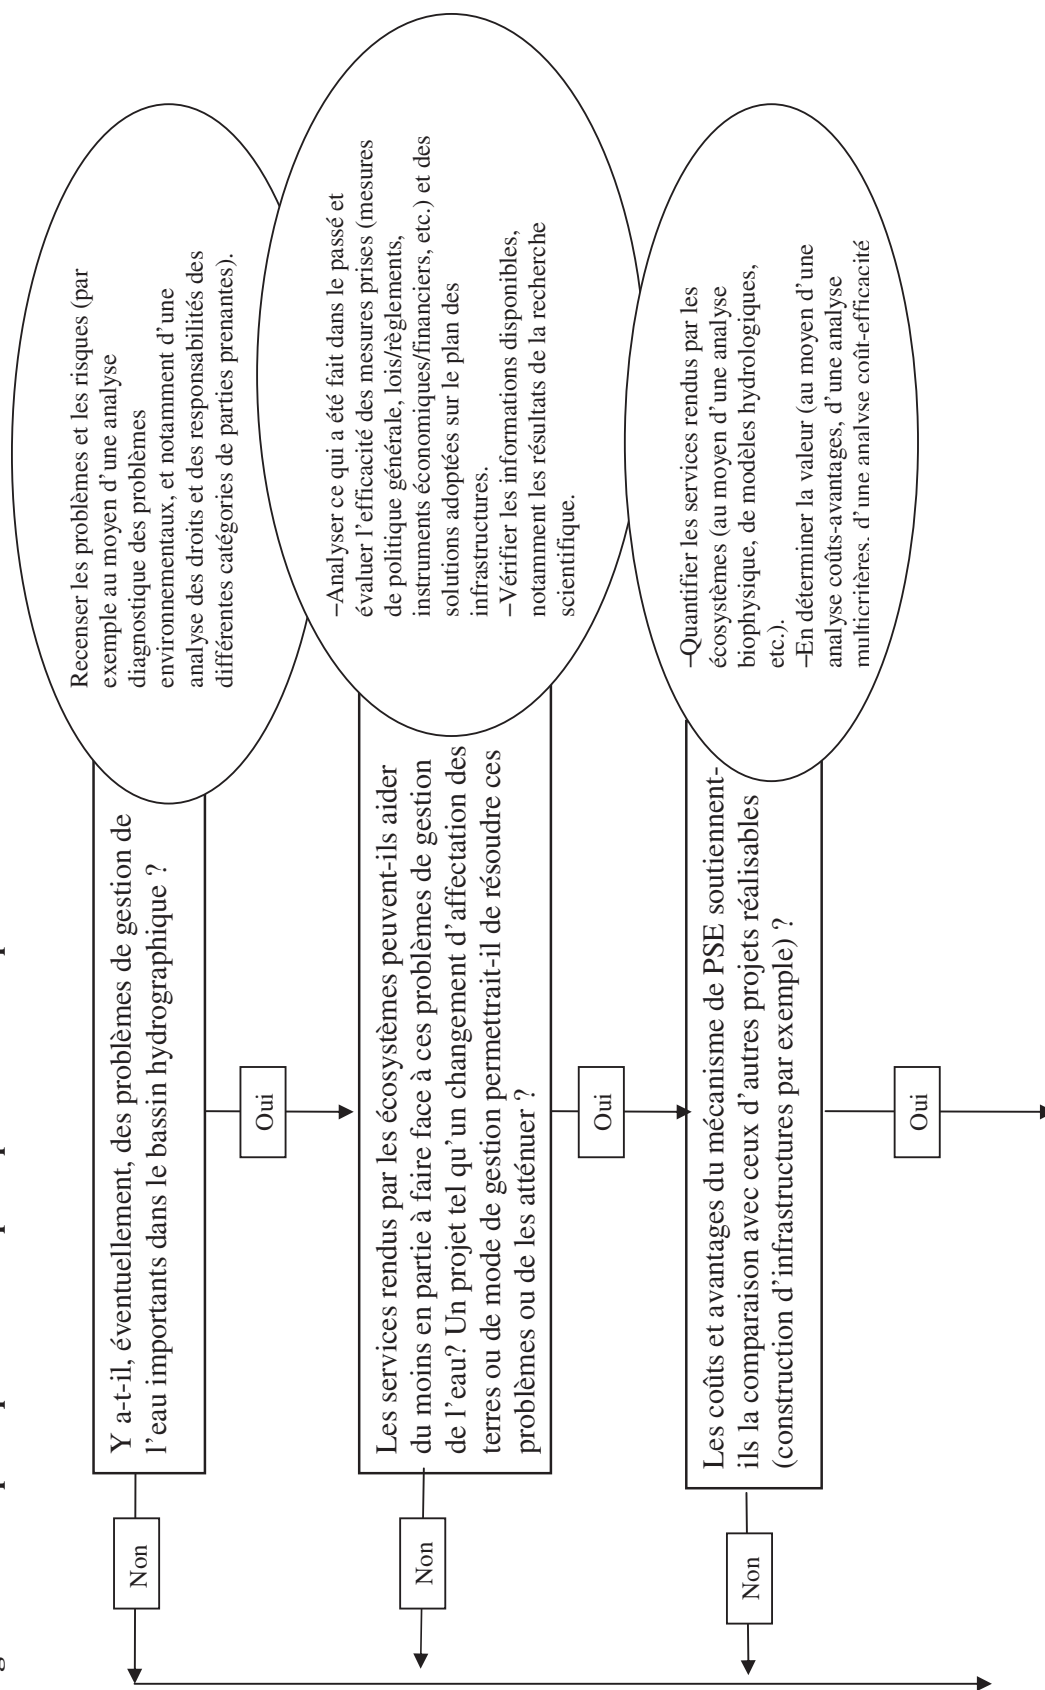 Y a-t-il, éventuellement, des problèmes de gestion de
l’eau importants dans le bassin hydrographique ?
Recenser les problèmes et les risques (par
exemple au moyen d’une analyse
diagnostique des problèmes
environnementaux, et notamment d’une
analyse des droits et des responsabilités des
différentes catégories de parties prenantes).
Non
Oui
Les services rendus par les écosystèmes peuvent-ils aider
du moins en partie à faire face à ces problèmes de gestion
de l’eau? Un projet tel qu’un changement d’affectation des
terres ou de mode de gestion permettrait-il de résoudre ces
problèmes ou de les atténuer ?
–Analyser ce qui a été fait dans le passé et
évaluer l’efficacité des mesures prises (mesures
de politique générale, lois/règlements,
instruments économiques/financiers, etc.) et des
solutions adoptées sur le plan des
infrastructures.
–Vérifier les informations disponibles,
notamment les résultats de la recherche
scientifique.
Non
Oui
Les coûts et avantages du mécanisme de PSE soutiennent-
ils la comparaison avec ceux d’autres projets réalisables
(construction d’infrastructures par exemple) ?
–Quantifier les services rendus par les
écosystèmes (au moyen d’une analyse
biophysique, de modèles hydrologiques,
etc.).
–En déterminer la valeur (au moyen d’une
analyse coûts-avantages, d’une analyse
multicritères. d’une analyse coût-efficacité
Non
Oui